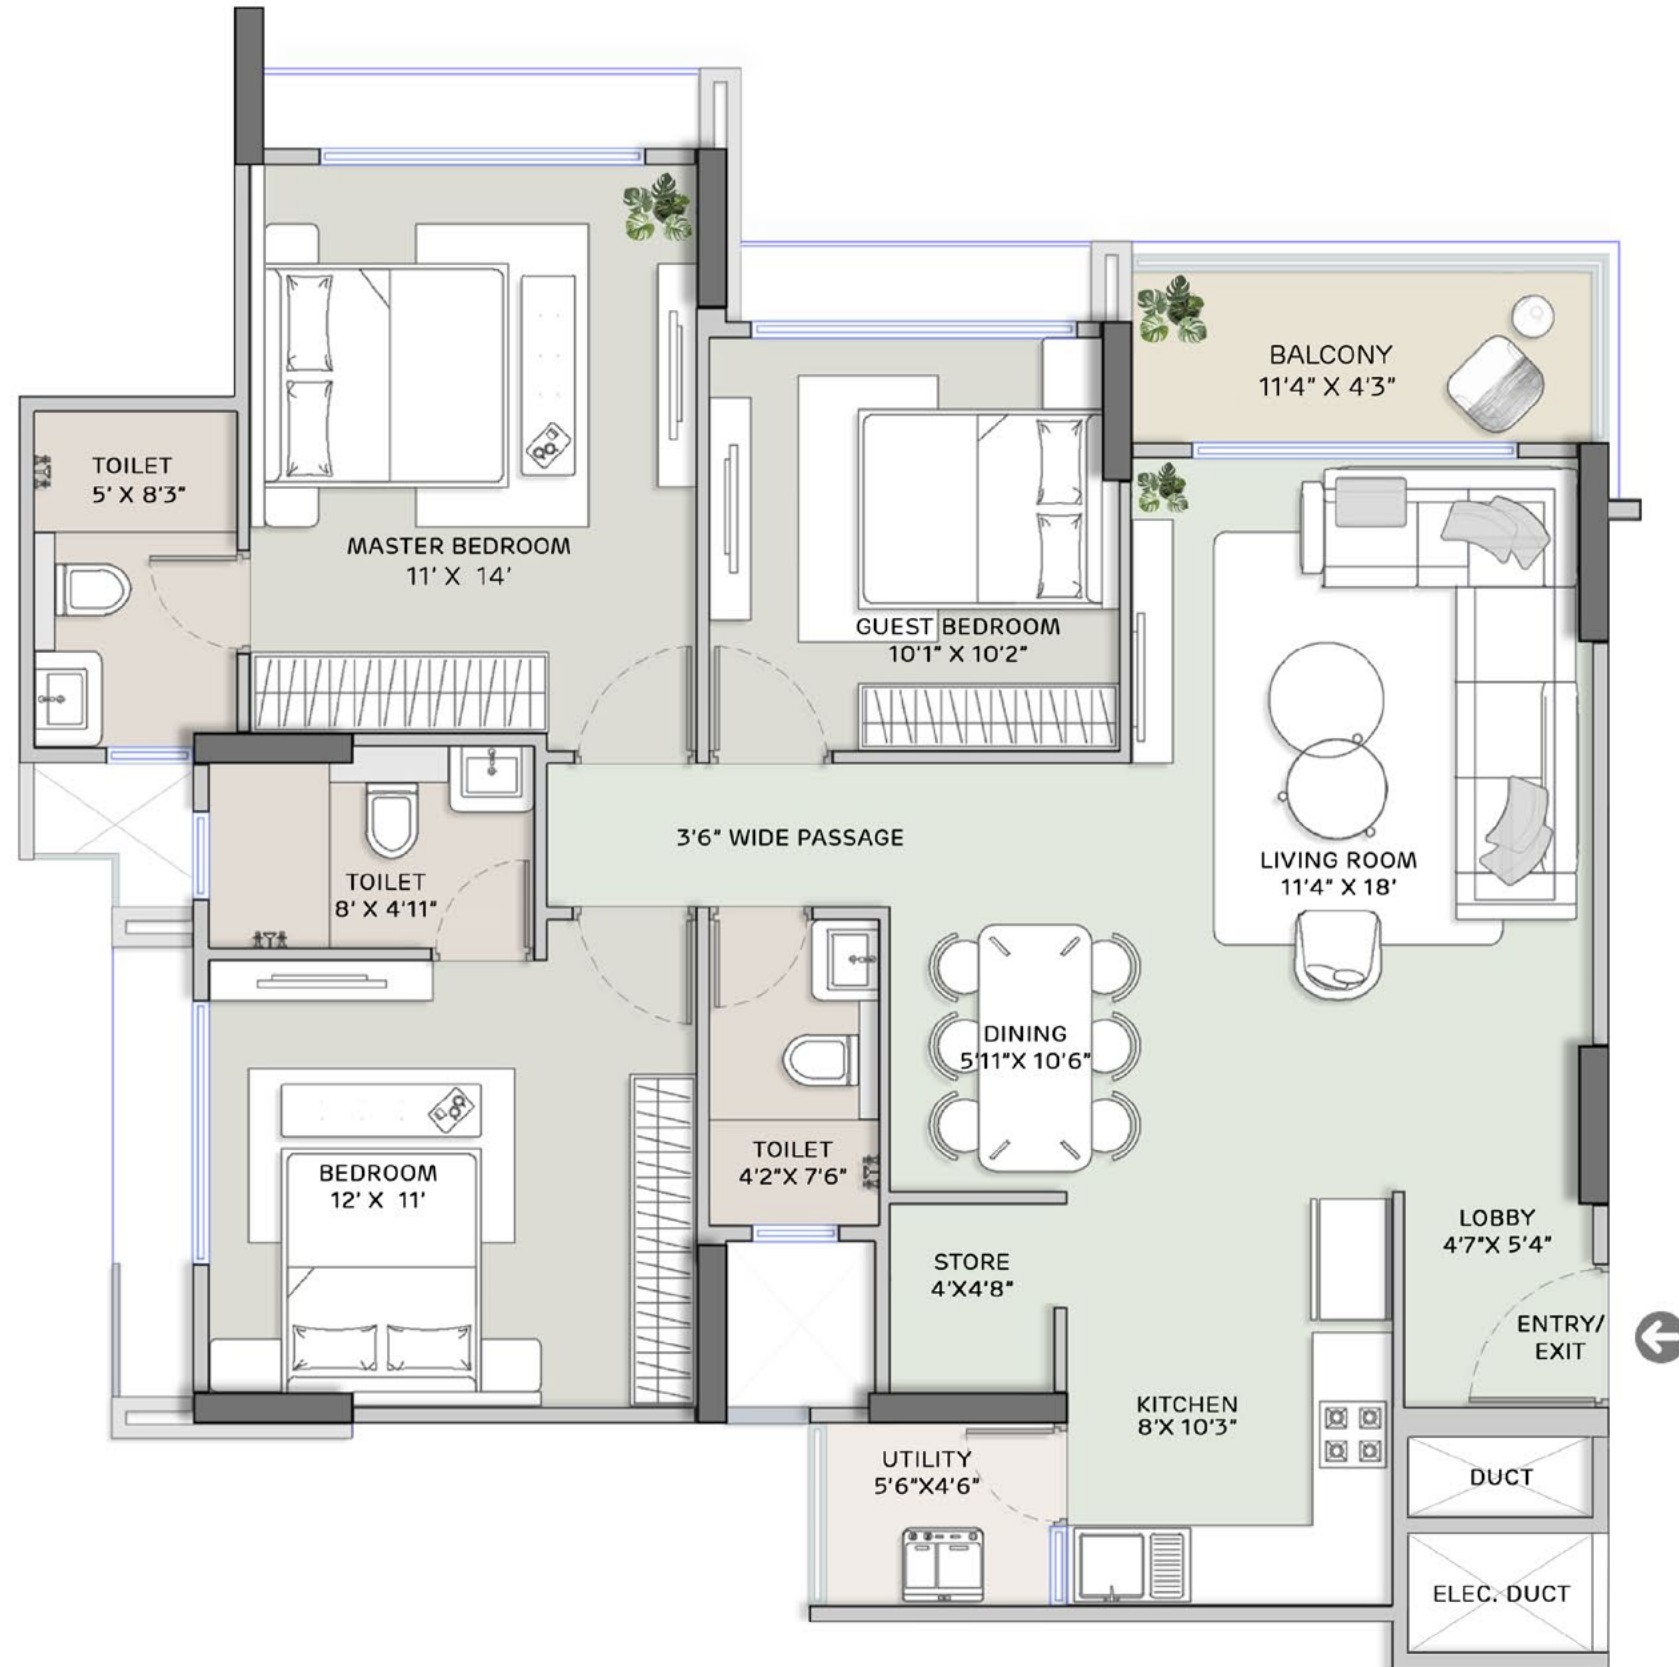 BALCONY
11'4" X 4'3"
TOILET
5' X 8'3"
MASTER BEDROOM
11' X 14'
GUEST BEDROOM
10'1" X 10'2"
3'6" WIDE PASSAGE
LIVING ROOM
11'4" X 18'
TOILET
8' X 4'11"
DINING
5'11"X 10'6"
TOILET
4'2"X 7'6"
BEDROOM
12' X 11'
LOBBY
4'7"X 5'4"
STORE
4'X4'8"
ENTRY/
EXIT
KITCHEN
8'X 10'3"
UTILITY
5'6"X4'6"
DUCT
ELEC. DUCT